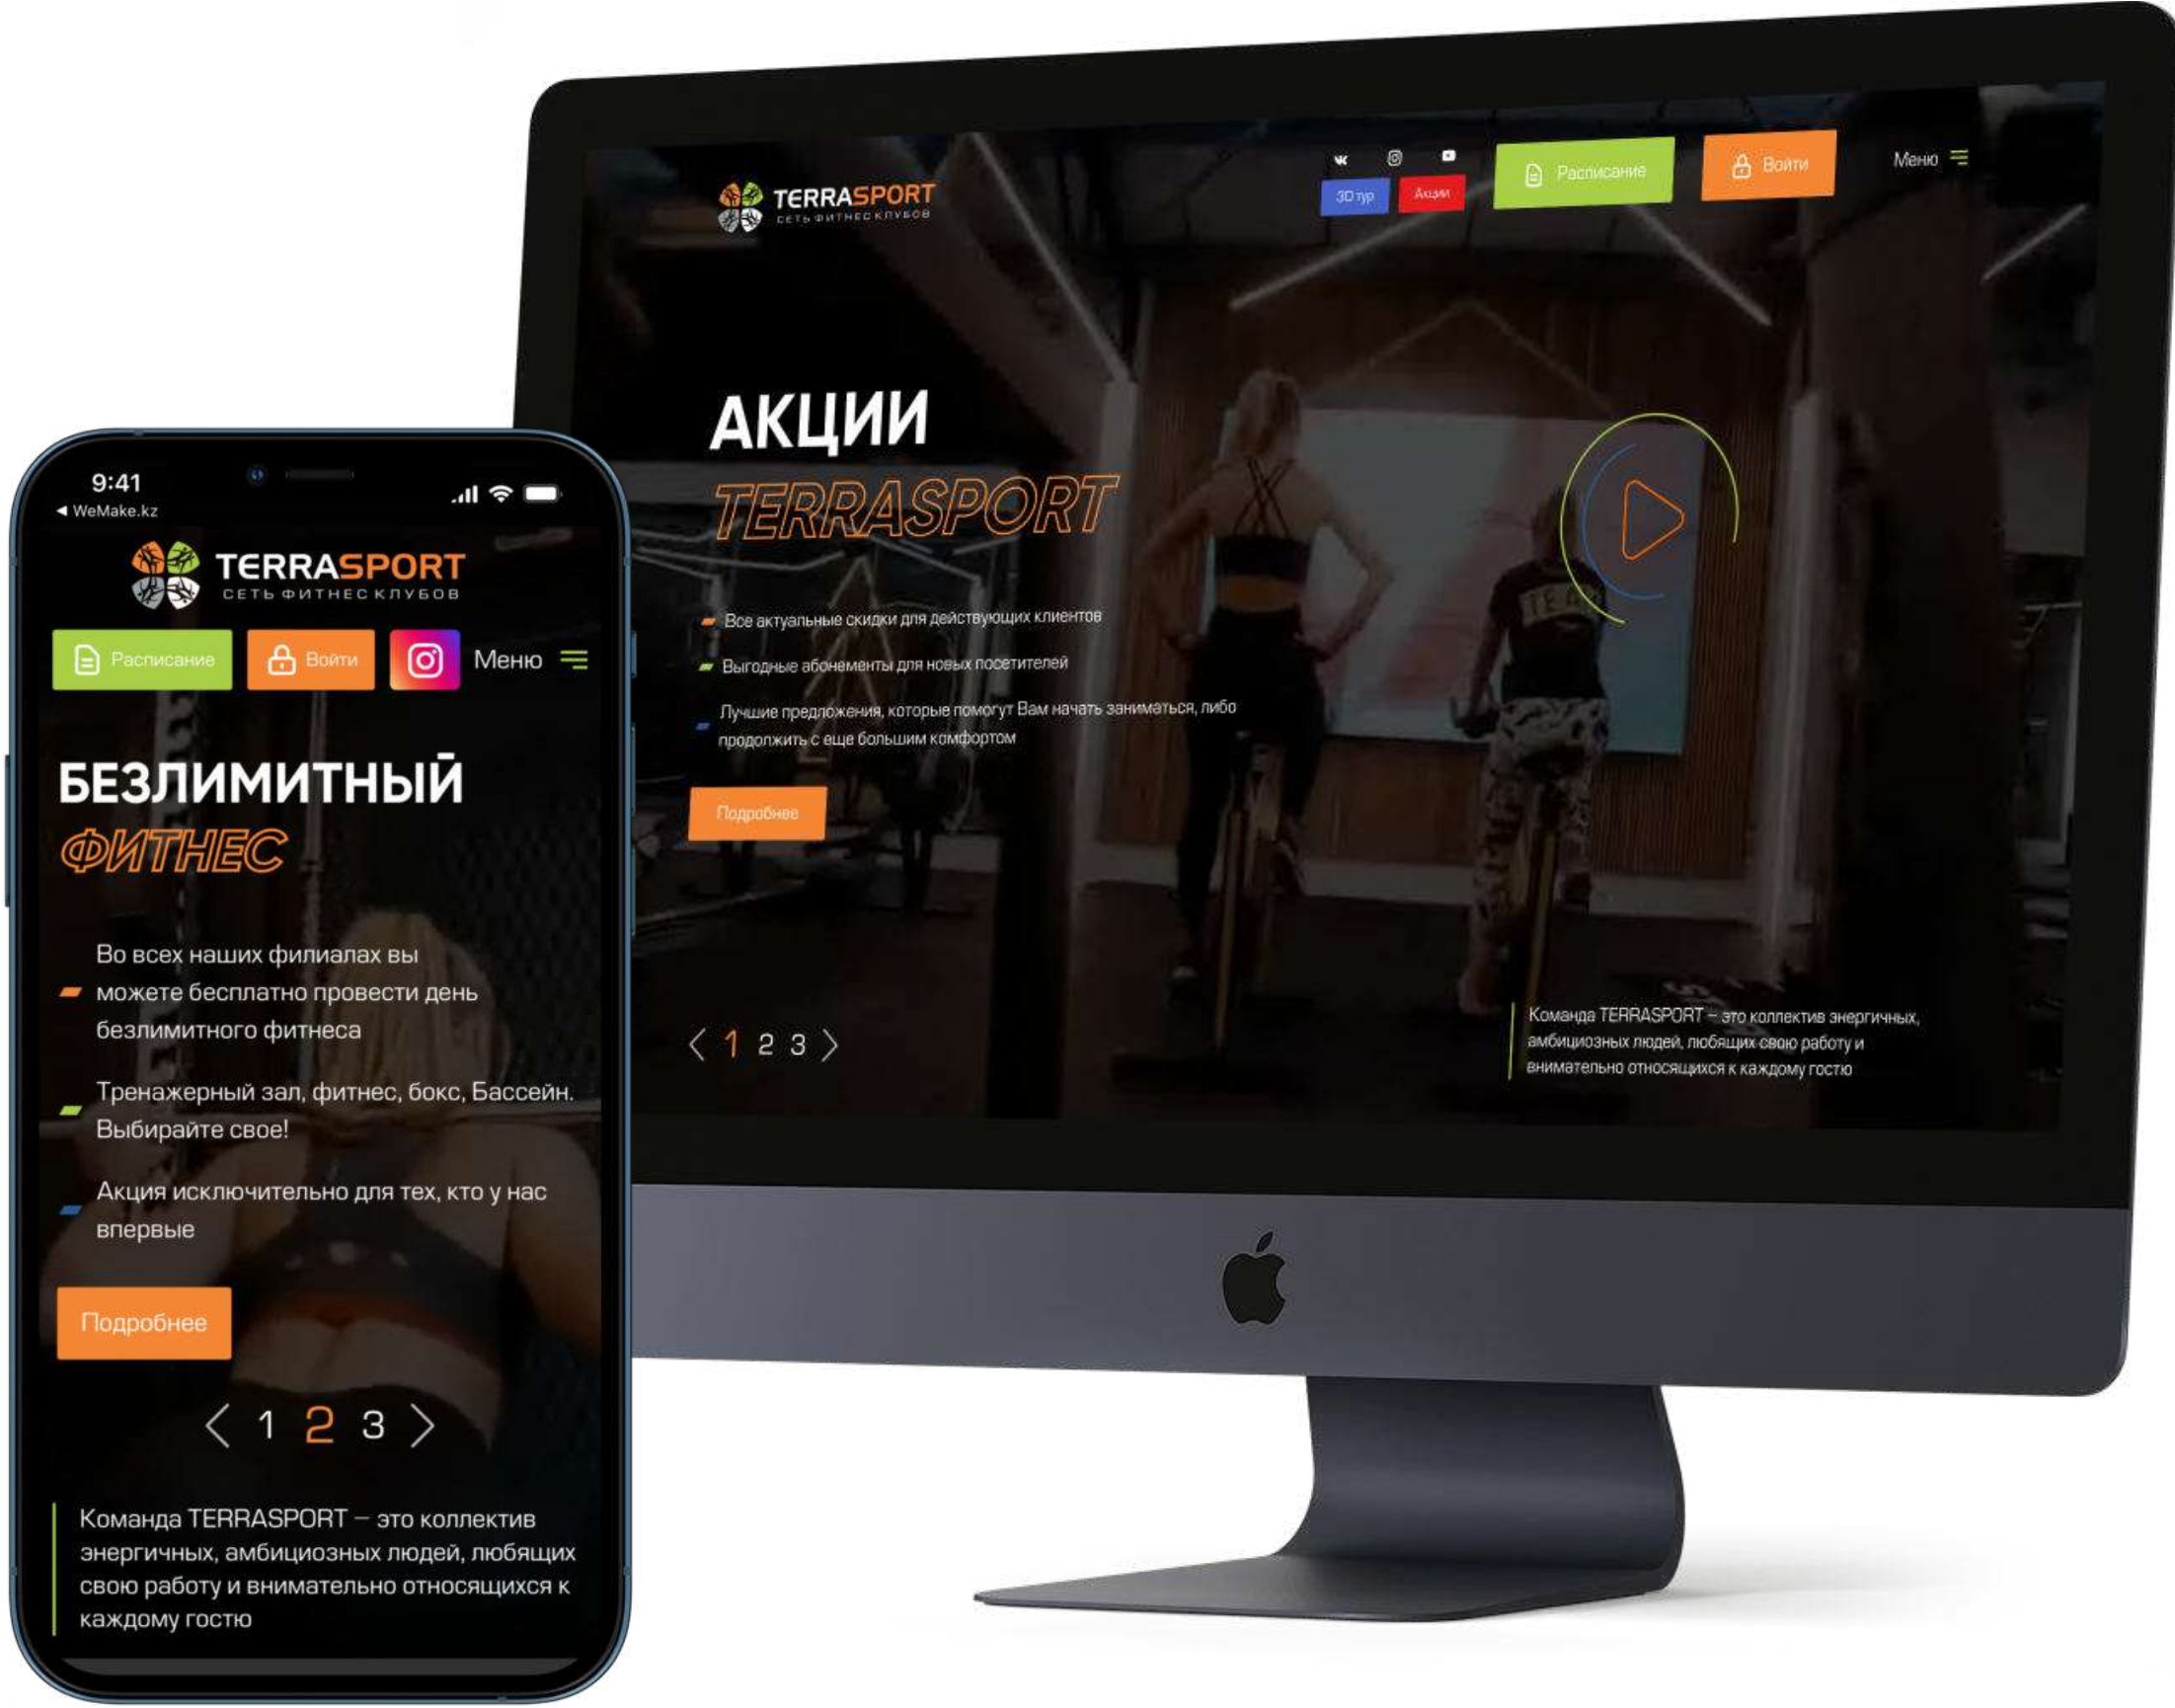 9:41
WeMake.kz
TERRASPORT
СЕТЬ ФИТНЕС КЛУБОВ
Расписание
Войти
Меню
БЕЗЛИМИТНЫЙ
ФИТНЕС
Во всех наших филиалах вы
можете бесплатно провести день
безлимитного фитнеса
Тренажерный зал, фитнес, бокс, Бассейн.
Выбирайте свое!
Акция исключительно для тех, кто у нас
впервые
Подробнее
< 1 2 3 >
Команда TERRASPORT – это коллектив
энергичных, амбициозных людей, любящих
свою работу и внимательно относящихся к
каждому гостю
TERRASPORT
СЕТЬ ФИТНЕС КЛУБОВ
3D тур
Акции
Расписание
Войти
Меню
АКЦИИ
TERRASPORT
Все актуальные скидки для действующих клиентов
Выгодные абонементы для новых посетителей
Лучшие предложения, которые помогут Вам начать заниматься, либо
продолжить с еще большим комфортом
Подробнее
< 1 2 3 >
Команда TERRASPORT – это коллектив энергичных,
амбициозных людей, любящих свою работу и
внимательно относящихся к каждому гостю